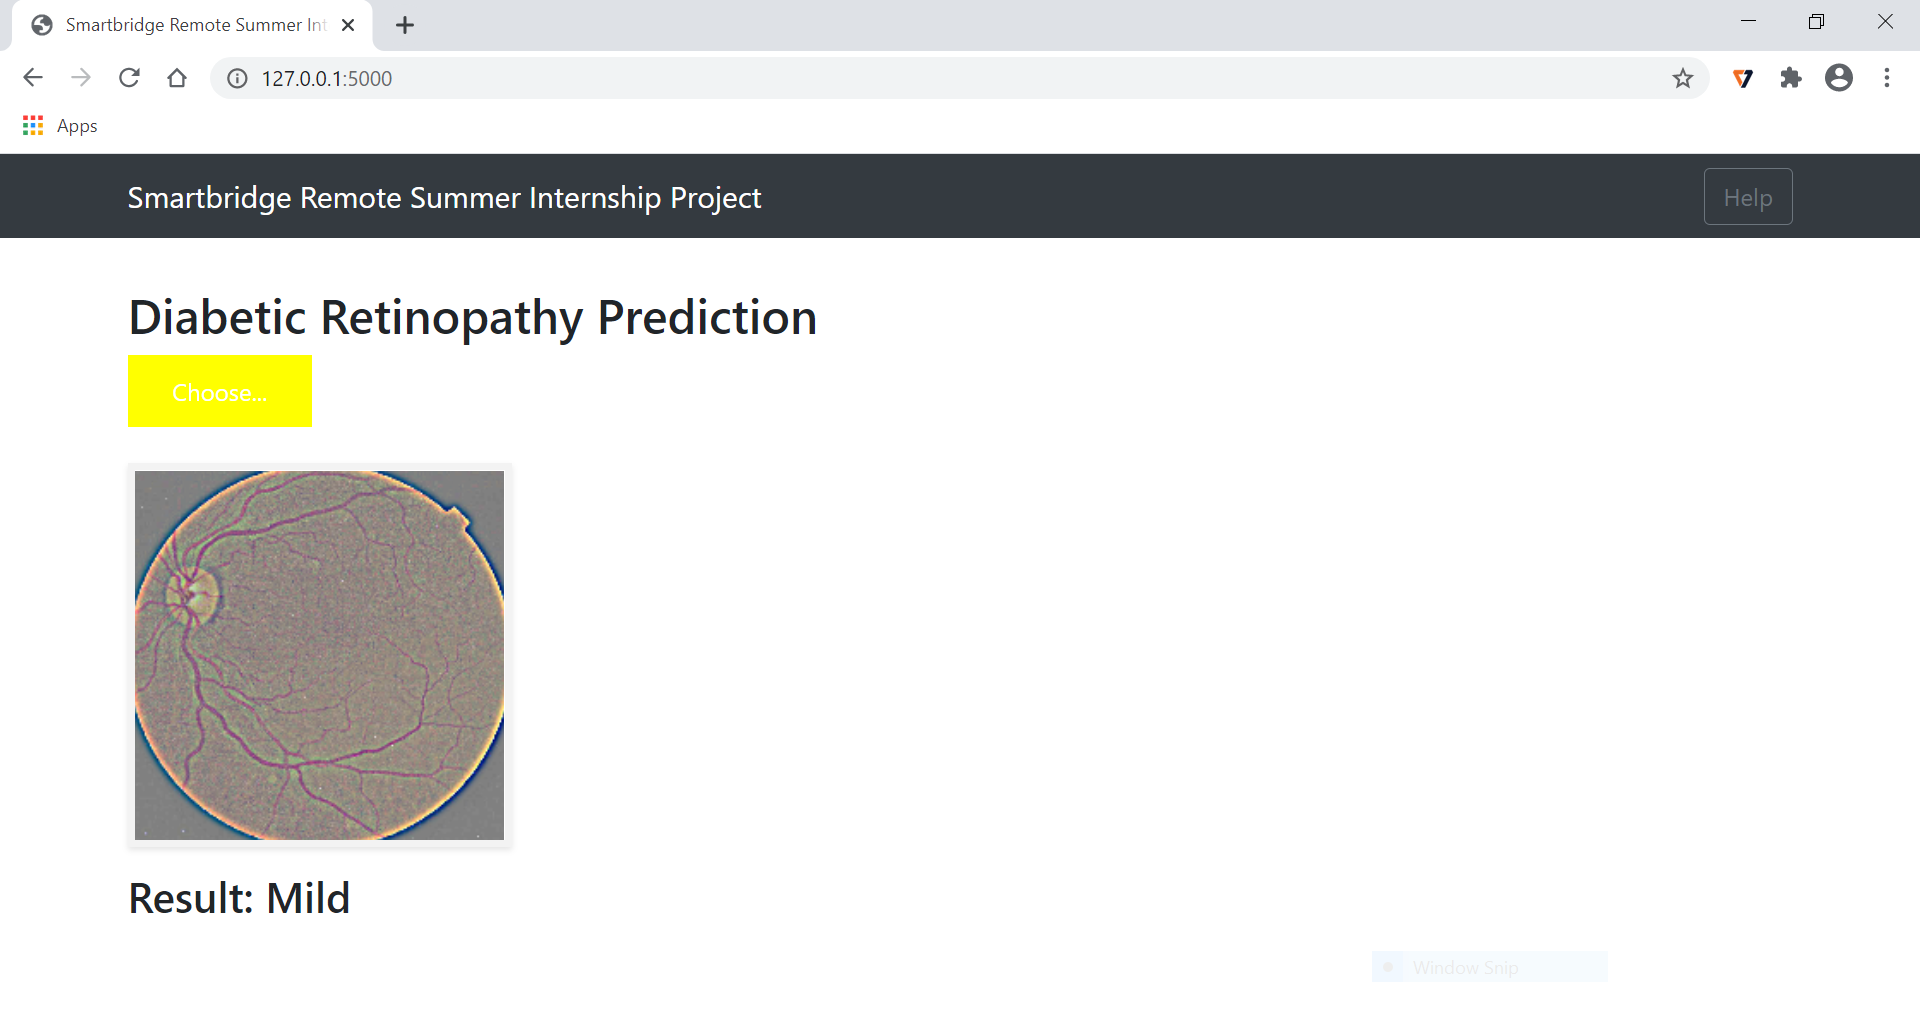 Smartbridge Remote Summer Int
127.0.0.1:5000
Apps
Smartbridge Remote Summer Internship Project
Help
Diabetic Retinopathy Prediction
Choose...
Result: Mild
Window Snip